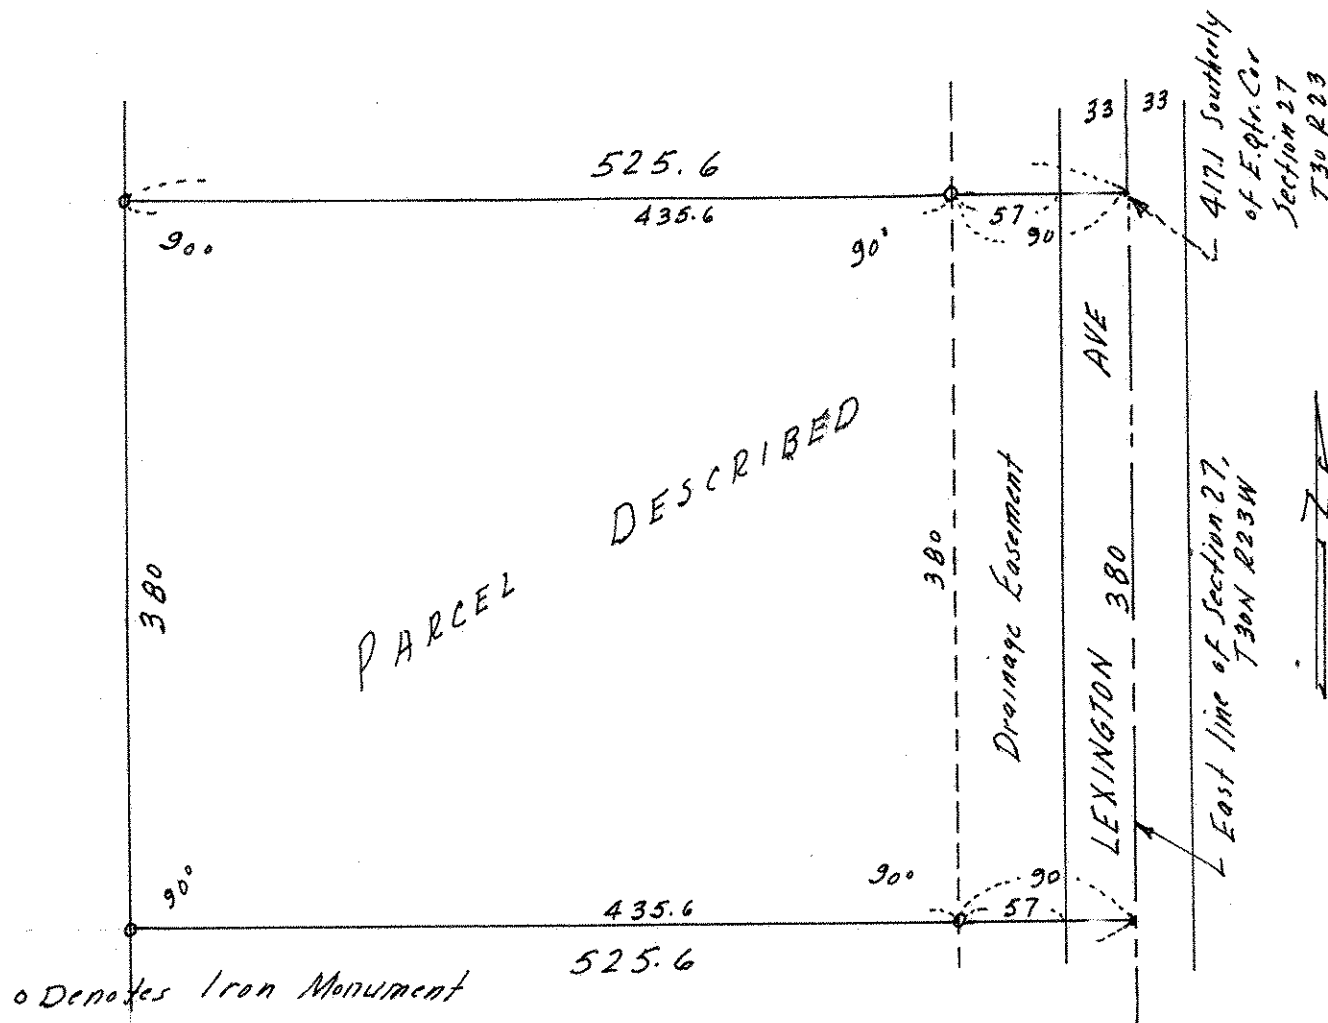 33 33
417.1 Southerly
of E. Qtr. Cor
Section 27
T30 R23
525.6
435.6
57
90
90°
90°
AVE
PARCEL DESCRIBED
380
380
Drainage Easement
LEXINGTON 380
East line of Section 27,
T30N R23W
90°
90°
90
57
435.6
525.6
o Denotes Iron Monument